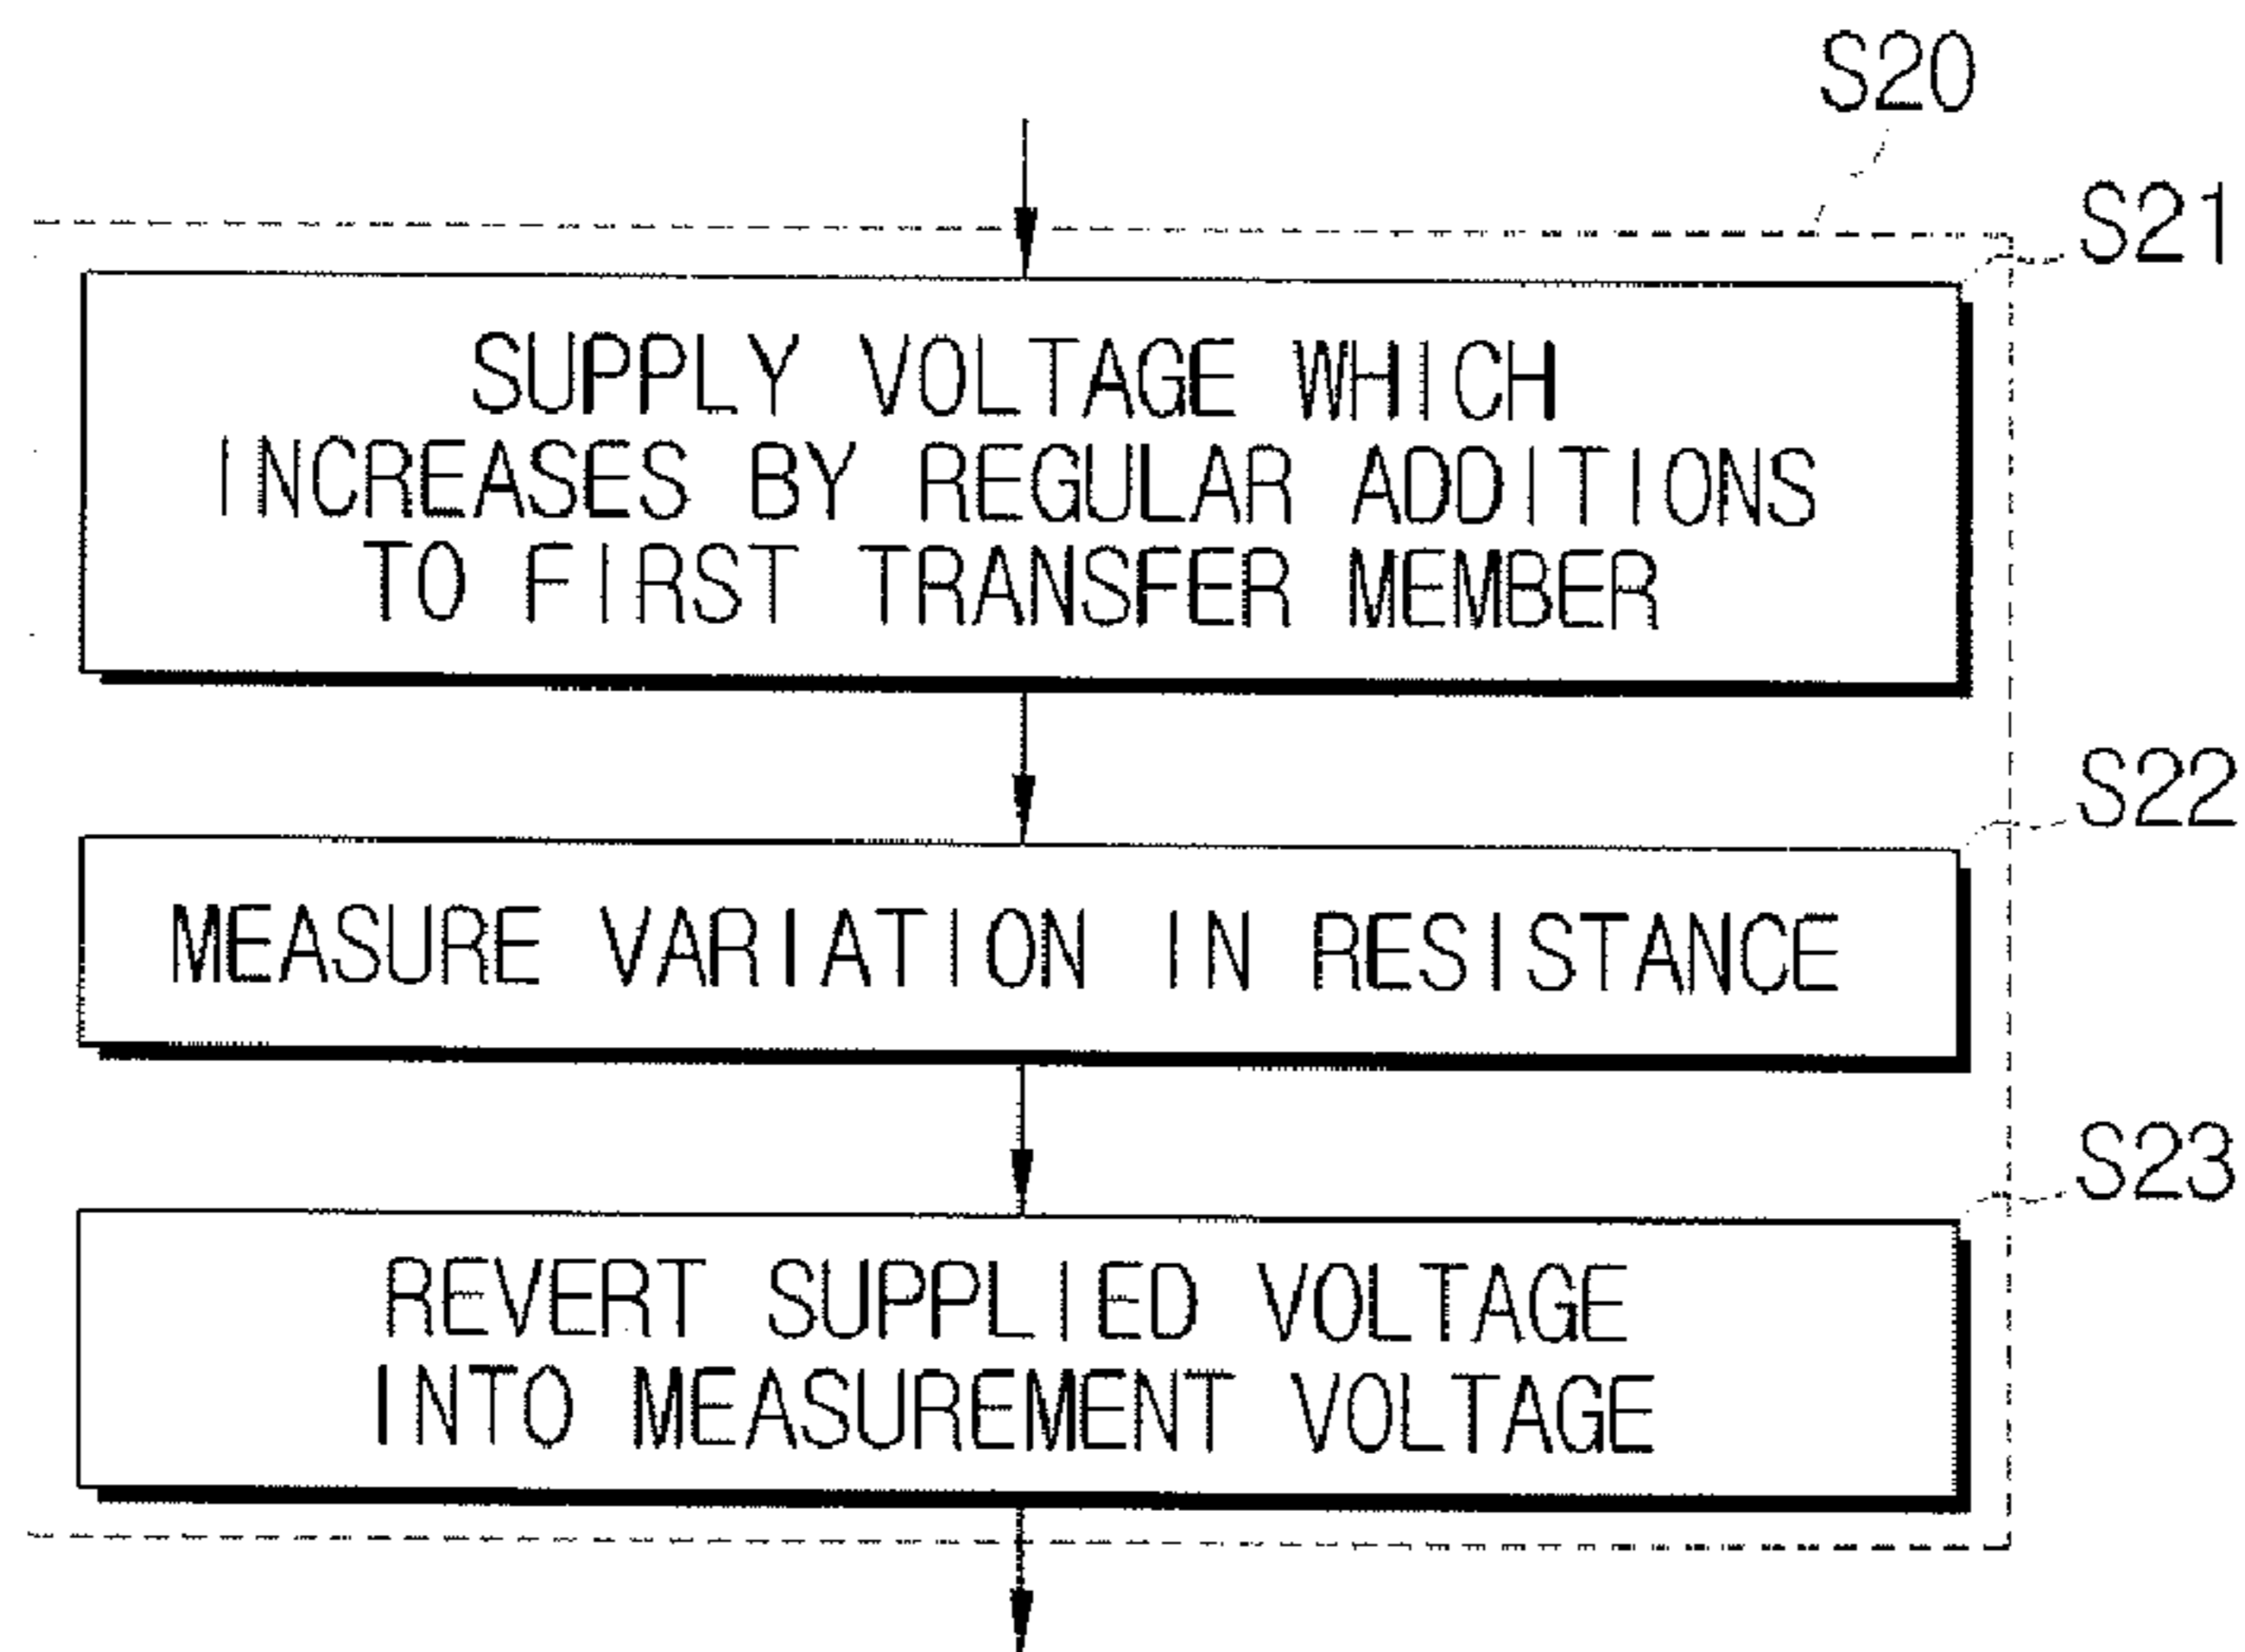 S20
S21
SUPPLY VOLTAGE WHICH
INCREASES BY REGULAR ADDITIONS
TO FIRST TRANSFER MEMBER
S22
MEASURE VARIATION IN RESISTANCE
S23
REVERT SUPPLIED VOLTAGE
INTO MEASUREMENT VOLTAGE